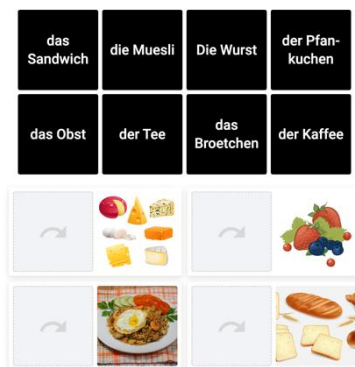 das
Sandwich
die Muesli
Die Wurst
der Pfan-
kuchen
das Obst
der Tee
das
Broetchen
der Kaffee